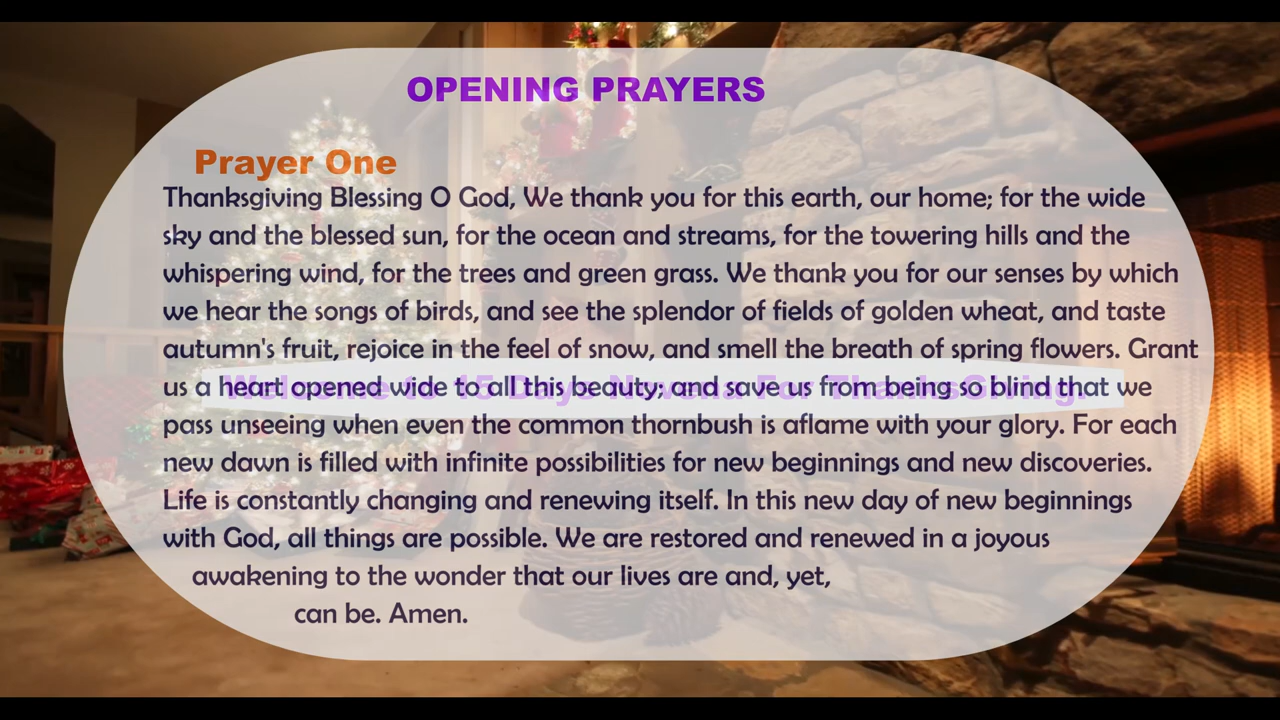 OPENING PRAYERS
Prayer One
Thanksgiving Blessing O God, We thank you for this earth, our home; for the wide
sky and the blessed sun, for the ocean and streams, for the towering hills and the
whispering wind, for the trees and green grass. We thank you for our senses by which
we hear the songs of birds, and see the splendor of fields of golden wheat, and taste
autumn's fruit, rejoice in the feel of snow, and smell the breath of spring flowers. Grant
us a heart opened wide to all this beauty; and save us from being so blind that we
Welcome to 15 Days Novena For ThanksGiving.
pass unseeing when even the common thornbush is aflame with your glory. For each
new dawn is filled with infinite possibilities for new beginnings and new discoveries.
Life is constantly changing and renewing itself. In this new day of new beginnings
with God, all things are possible. We are restored and renewed in a joyous
awakening to the wonder that our lives are and, yet,
can be. Amen.